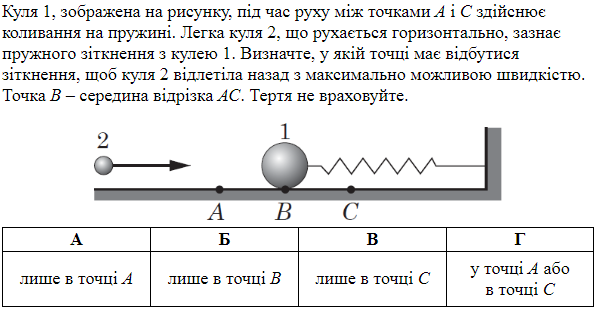 Куля 1, зображена на рисунку, під час руху між точками A і C здійснює
коливання на пружині. Легка куля 2, що рухається горизонтально, зазнає
пружного зіткнення з кулею 1. Визначте, у якій точці має відбутися
зіткнення, щоб куля 2 відлетіла назад з максимально можливою швидкістю.
Точка B – середина відрізка AC. Тертя не враховуйте.
2 1
A B C
А Б В Г
лише в точці A лише в точці B лише в точці C у точці A або
в точці C